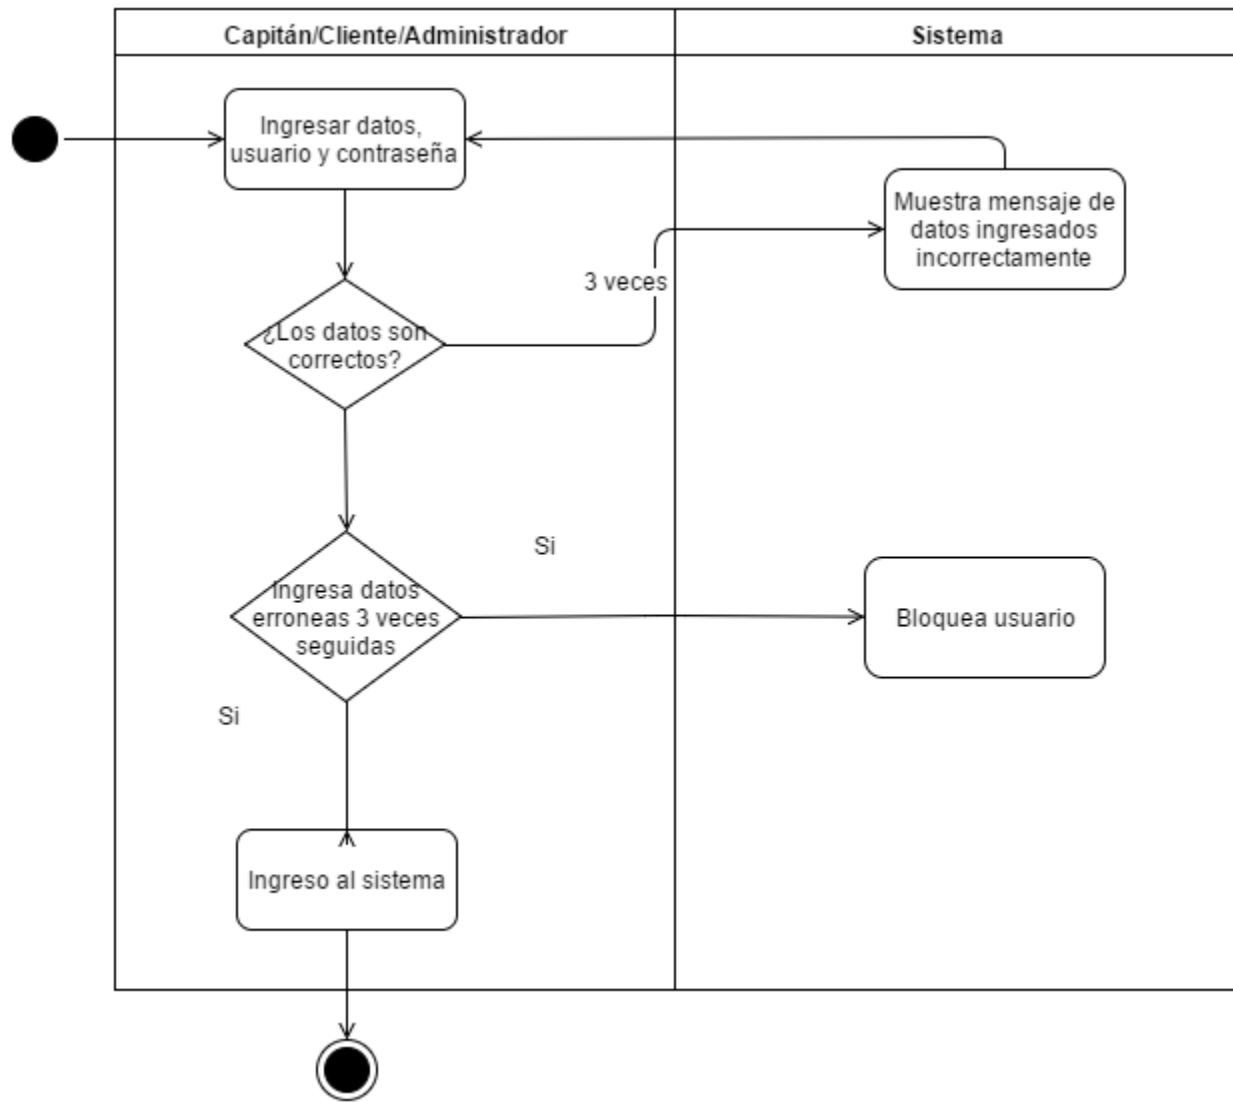 Capitán/Cliente/Administrador
Sistema
Ingresar datos,
usuario y contraseña
Muestra mensaje de
datos ingresados
incorrectamente
3 veces
¿Los datos son
correctos?
Si
Ingresa datos
erroneas 3 veces
seguidas
Bloquea usuario
Si
Ingreso al sistema